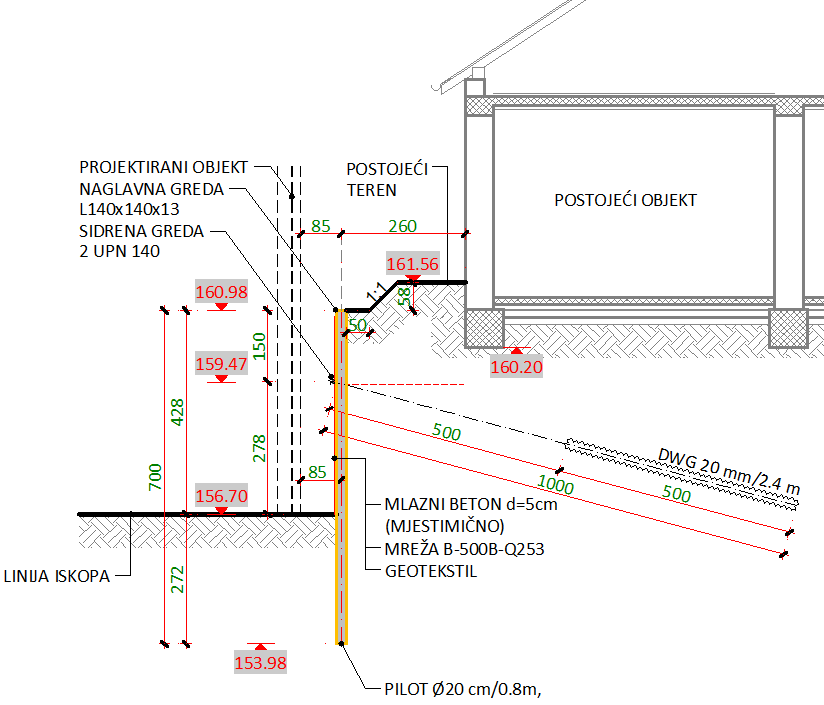 PROJEKTIRANI OBJEKT
NAGLAVNA GREDA
L140x140x13
SIDRENA GREDA
2 UPN 140
POSTOJEĆI
TEREN
POSTOJEĆI OBJEKT
85
260
161.56
1:1
58
160.98
50
150
159.47
160.20
428
278
500
DWG 20 mm/2.4 m
700
85
1000
500
156.70
MLAZNI BETON d=5cm
(MJESTIMIČNO)
MREŽA B-500B-Q253
GEOTEKSTIL
LINIJA ISKOPA
272
153.98
PILOT Ø20 cm/0.8m,